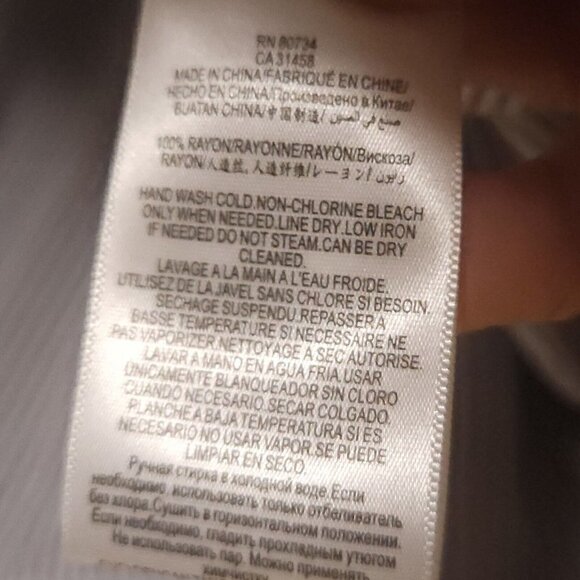 RN 80734
CA 31458
MADE IN CHINA/FABRIQUÉ EN CHINE/
HECHO EN CHINA/Произведено в Китае/
BUATAN CHINA/中国制造/ صنع في الصين/
100% RAYON/RAYONNE/RAYÓN/Вискоза/
RAYON/人造丝, 人造纤维/レーヨン/ رايون
HAND WASH COLD.NON-CHLORINE BLEACH
ONLY WHEN NEEDED.LINE DRY.LOW IRON
IF NEEDED DO NOT STEAM.CAN BE DRY
CLEANED.
LAVAGE A LA MAIN A L'EAU FROIDE.
UTILISEZ DE LA JAVEL SANS CHLORE SI BESOIN.
SECHAGE SUSPENDU.REPASSER A
BASSE TEMPERATURE SI NECESSAIRE NE
PAS VAPORIZER.NETTOYAGE A SEC AUTORISE.
LAVAR A MANO EN AGUA FRIA.USAR
ÚNICAMENTE BLANQUEADOR SIN CLORO
CUANDO NECESARIO.SECAR COLGADO.
PLANCHE A BAJA TEMPERATURA SI ES
NECESARIO NO USAR VAPOR.SE PUEDE
LIMPIAR EN SECO.
Ручная стирка в холодной воде.Если
необходимо, использовать только отбеливатель
без хлора.Сушить в горизонтальном положении.
Если необходимо, гладить прохладным утюгом
Не использовать пар. Можно применять
химчистку